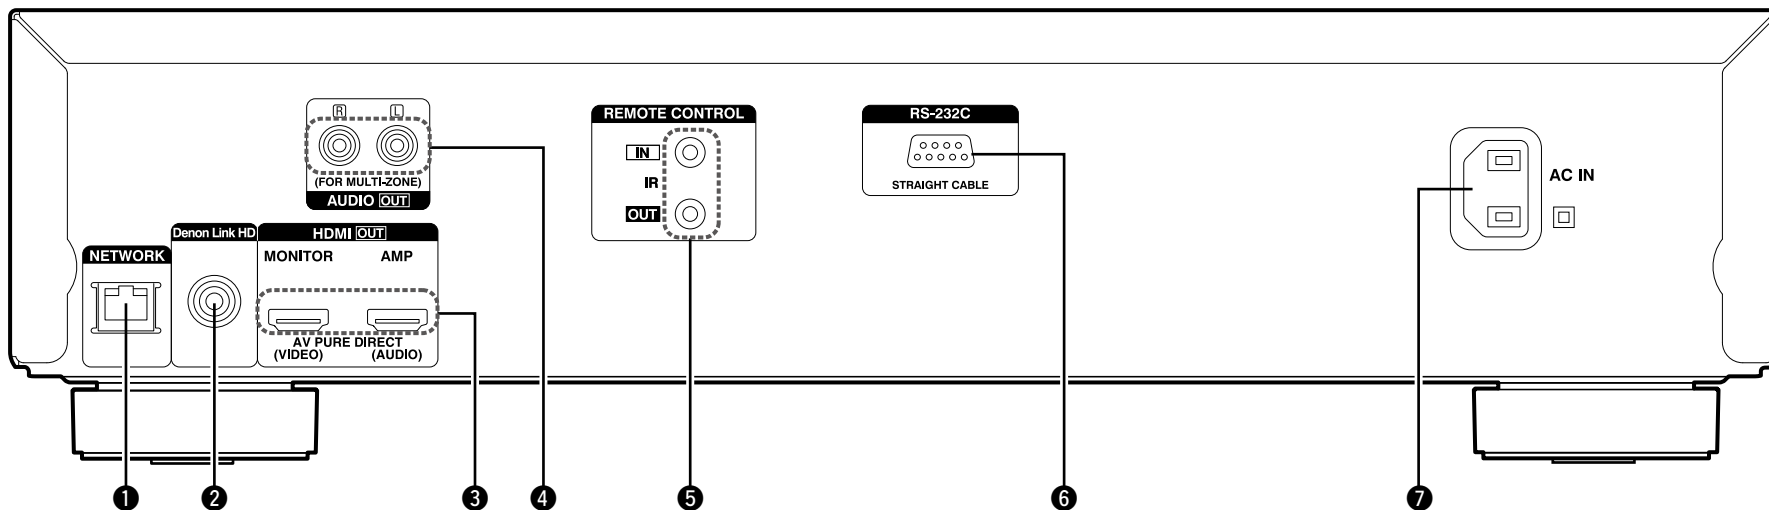 R L
(FOR MULTI-ZONE)
AUDIO OUT
REMOTE CONTROL
IN
IR
OUT
RS-232C
STRAIGHT CABLE
AC IN
NETWORK
Denon Link HD
HDMI OUT
MONITOR AMP
AV PURE DIRECT
(VIDEO) (AUDIO)
1 2 3 4 5 6 7